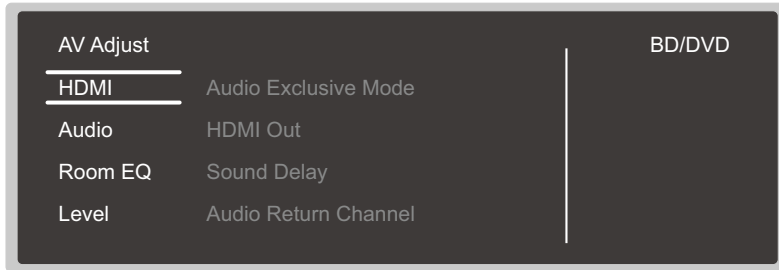 AV Adjust BD/DVD
HDMI Audio Exclusive Mode
Audio HDMI Out
Room EQ Sound Delay
Level Audio Return Channel